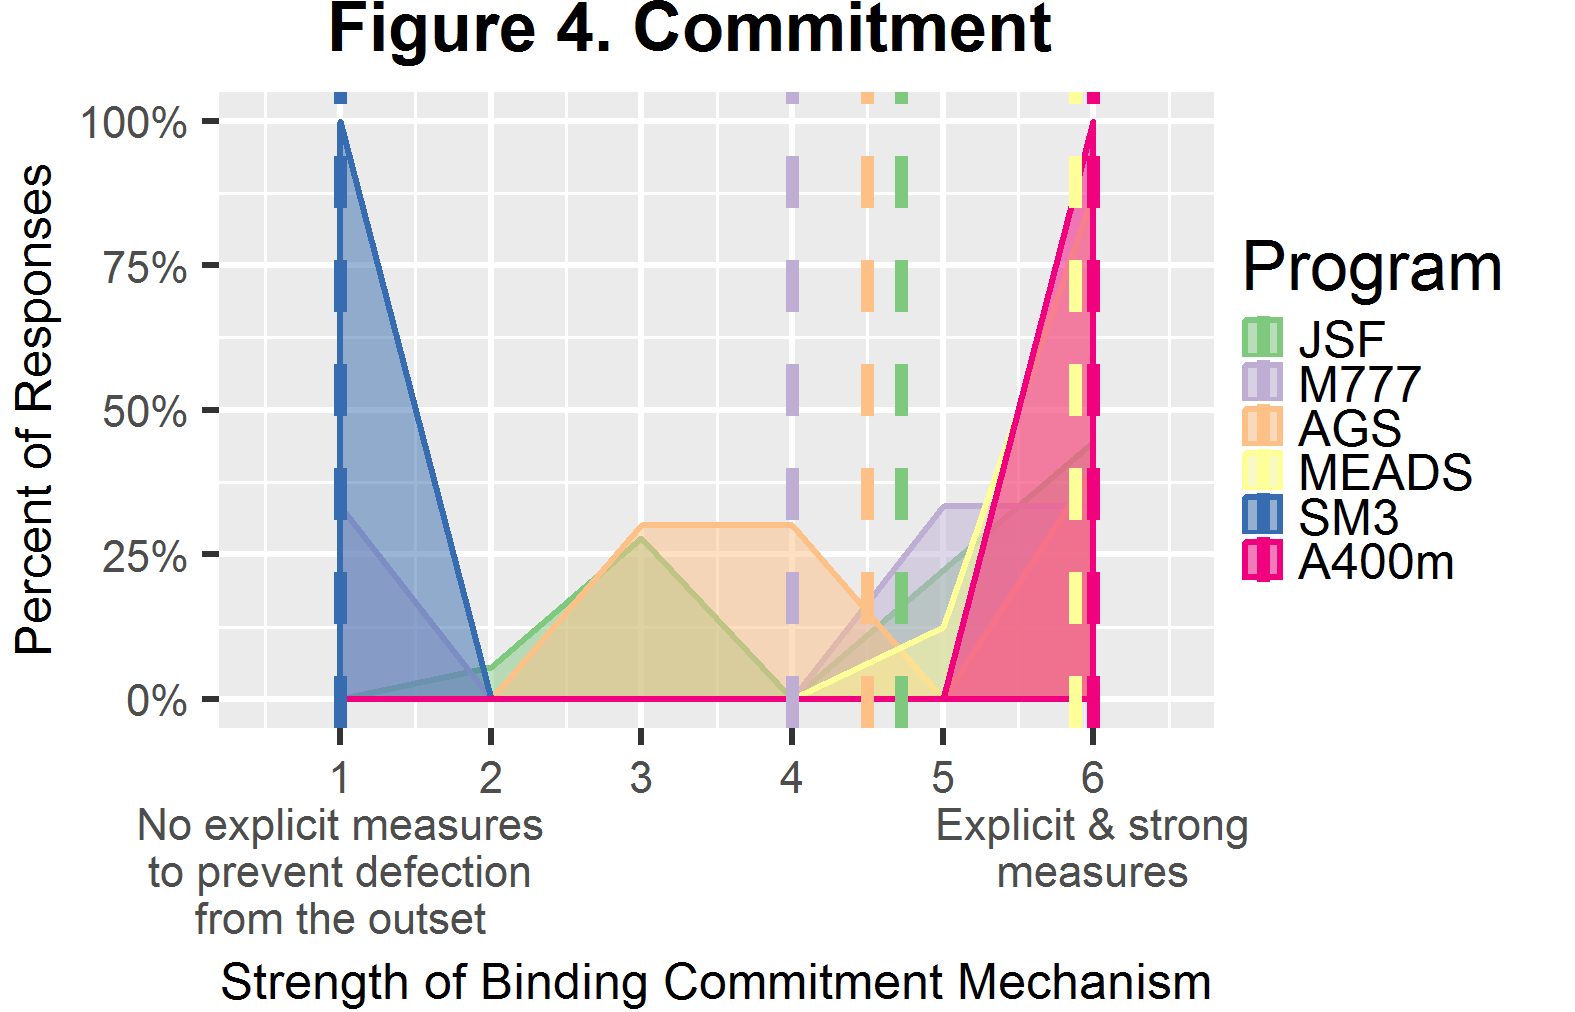 Figure 4. Commitment
Percent of Responses
100%
75%
50%
25%
0%
1
2
3
4
5
6
No explicit measures
to prevent defection
from the outset
Explicit & strong
measures
Strength of Binding Commitment Mechanism
Program
JSF
M777
AGS
MEADS
SM3
A400m